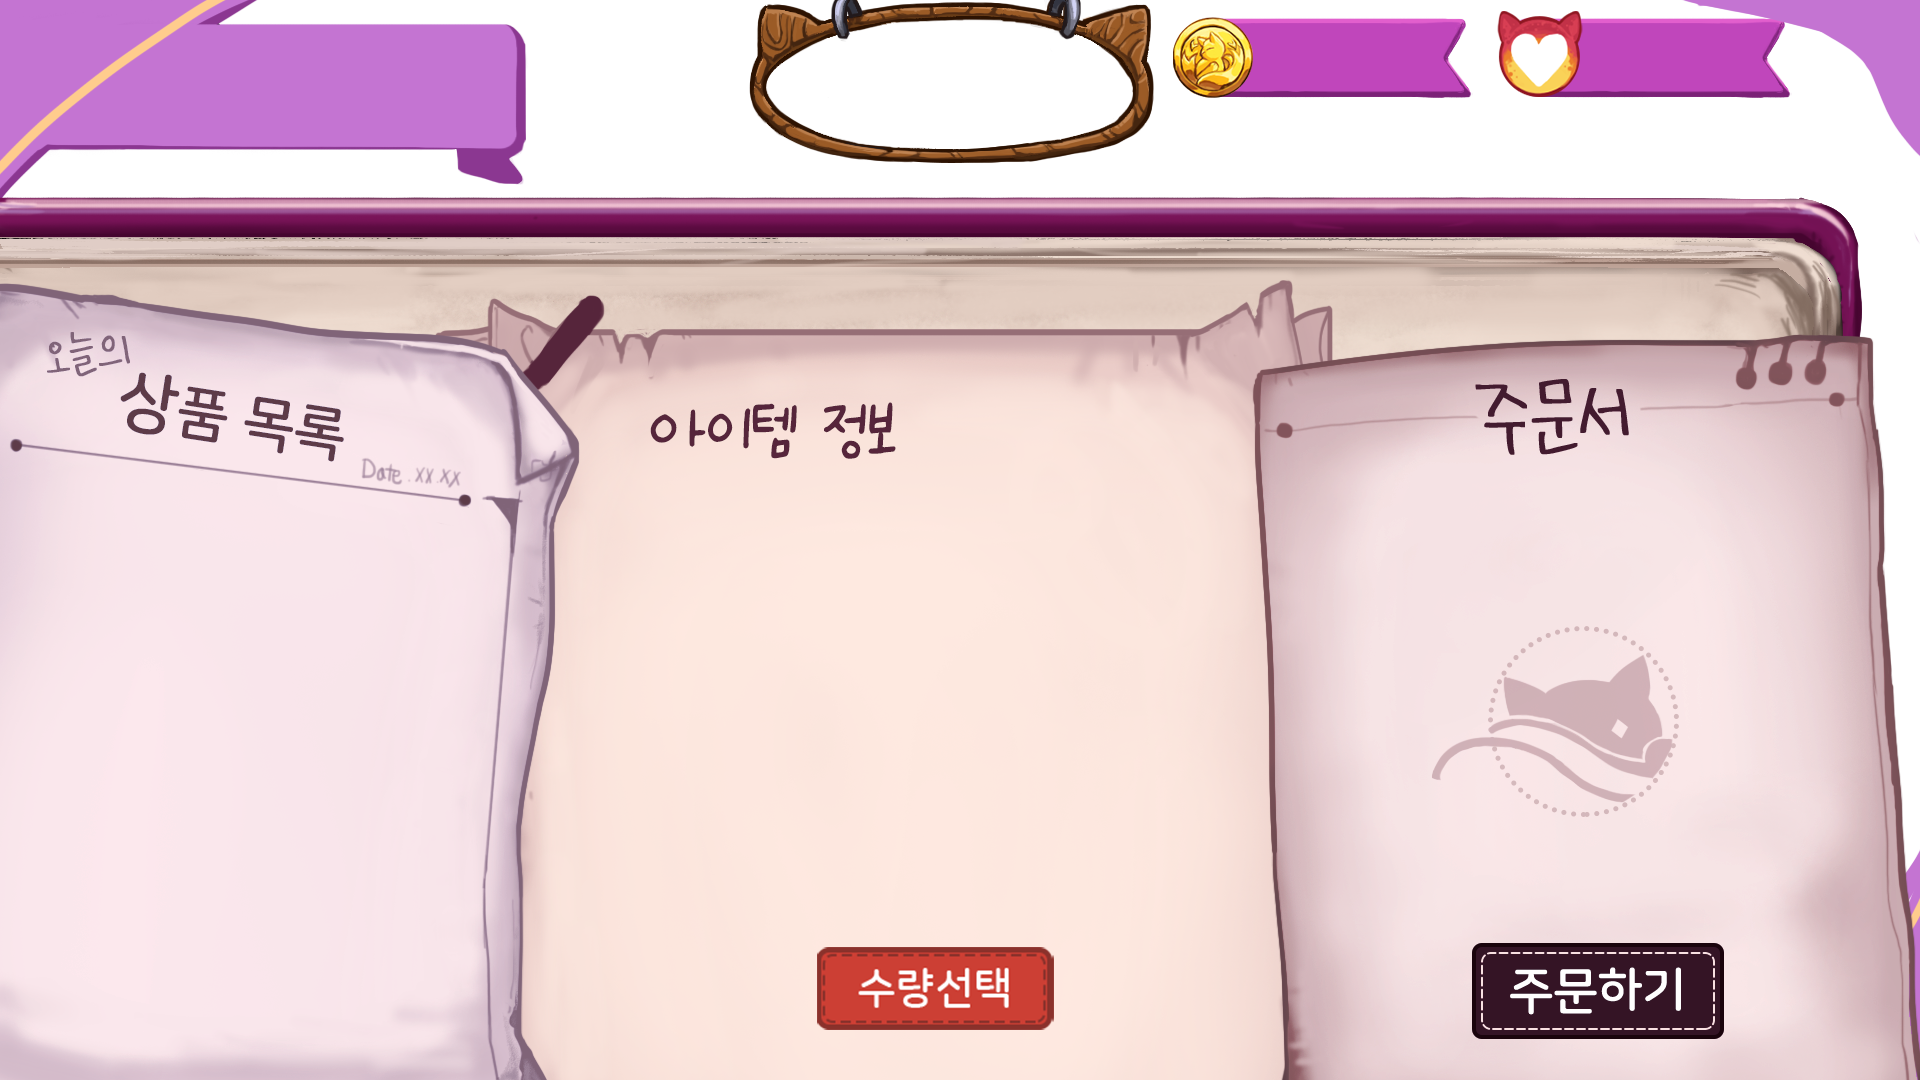 오늘의
상품 목록
Date . XX.XX
아이템 정보
주문서
수량선택
주문하기